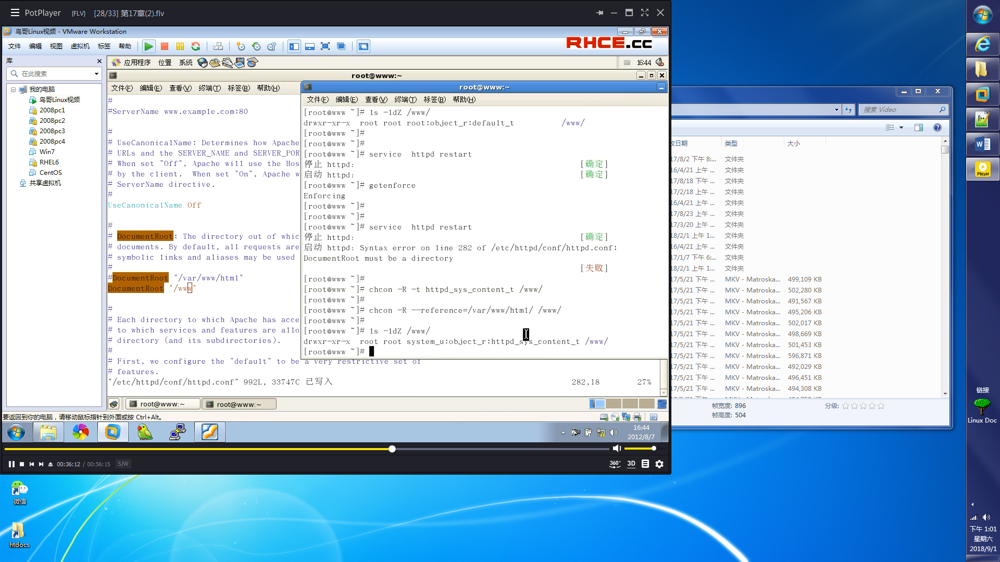 PotPlayer {FLV} [28/33] 第17章(2).flv
鸟哥Linux视频 - VMware Workstation
文件 编辑 视图 虚拟机 标签 帮助
RHCE.cc
库
在此搜索
我的电脑
鸟哥Linux视频
2008pc1
2008pc2
2008pc3
2008pc4
Win7
RHEL6
CentOS
共享虚拟机
应用程序 位置 系统 16:44
root@www:~
文件(F) 编辑(E) 查看(V) 终端(T) 标签(B) 帮助(H)
#
#ServerName www.example.com:80
#
# UseCanonicalName: Determines how Apache
# URLs and the SERVER_NAME and SERVER_POR
# When set "Off", Apache will use the Hos
# by the client.  When set "On", Apache w
# ServerName directive.
#
UseCanonicalName Off
#
# DocumentRoot: The directory out of whic
# documents. By default, all requests are
# symbolic links and aliases may be used
#
#DocumentRoot "/var/www/html"
DocumentRoot "/www"
#
# Each directory to which Apache has acce
# to which services and features are allo
# directory (and its subdirectories).
#
# First, we configure the "default" to be a very restrictive set of
# features.
"/etc/httpd/conf/httpd.conf" 992L, 33747C 已写入 282,18 27%
root@www:~
文件(F) 编辑(E) 查看(V) 终端(T) 标签(B) 帮助(H)
[root@www ~]# ls -ldZ /www/
drwxr-xr-x  root root root:object_r:default_t /www/
[root@www ~]#
[root@www ~]#
[root@www ~]# service  httpd restart
停止 httpd: [确定]
启动 httpd: [确定]
[root@www ~]# getenforce
Enforcing
[root@www ~]#
[root@www ~]#
[root@www ~]# service  httpd restart
停止 httpd: [确定]
启动 httpd: Syntax error on line 282 of /etc/httpd/conf/httpd.conf:
DocumentRoot must be a directory
[失败]
[root@www ~]#
[root@www ~]# chcon -R -t httpd_sys_content_t /www/
[root@www ~]#
[root@www ~]# chcon -R --reference=/var/www/html/ /www/
[root@www ~]#
[root@www ~]# ls -ldZ /www/
drwxr-xr-x  root root system_u:object_r:httpd_sys_content_t /www/
[root@www ~]#
root@www:~ root@www:~
要返回到你的电脑，请将鼠标指针移动到外面或按 Ctrl+Alt。
16:44
2012/8/7
00:36:12 / 00:56:15 S/W
360° 3D
搜索 Video
改日期 类型 大小
17/8/2 下午 8:... 文件夹
16/4/21 上午 ... 文件夹
17/8/18 下午 ... 文件夹
17/2/18 上午 ... 文件夹
16/4/21 上午 ... 文件夹
17/8/23 上午 ... 文件夹
17/3/20 上午 ... 文件夹
18/2/1 上午 1... 文件夹
16/4/21 上午 ... 文件夹
17/1/7 下午 6:... 文件夹
18/2/1 上午 1... 文件夹
17/5/21 下午 ... MKV - Matroska... 499,109 KB
17/5/21 下午 ... MKV - Matroska... 502,280 KB
17/5/21 下午 ... MKV - Matroska... 491,567 KB
17/5/21 下午 ... MKV - Matroska... 495,206 KB
17/5/21 下午 ... MKV - Matroska... 502,017 KB
17/5/21 下午 ... MKV - Matroska... 498,669 KB
17/5/21 下午 ... MKV - Matroska... 501,453 KB
17/5/21 下午 ... MKV - Matroska... 596,871 KB
17/5/21 下午 ... MKV - Matroska... 492,029 KB
17/5/21 下午 ... MKV - Matroska... 496,451 KB
17/5/21 下午 ... MKV - Matroska... 494,308 KB
帧宽度: 896 分级:
帧高度: 504
Player
链接
Linux Doc
下午 1:01
星期六
2018/9/1
微信
htdocs